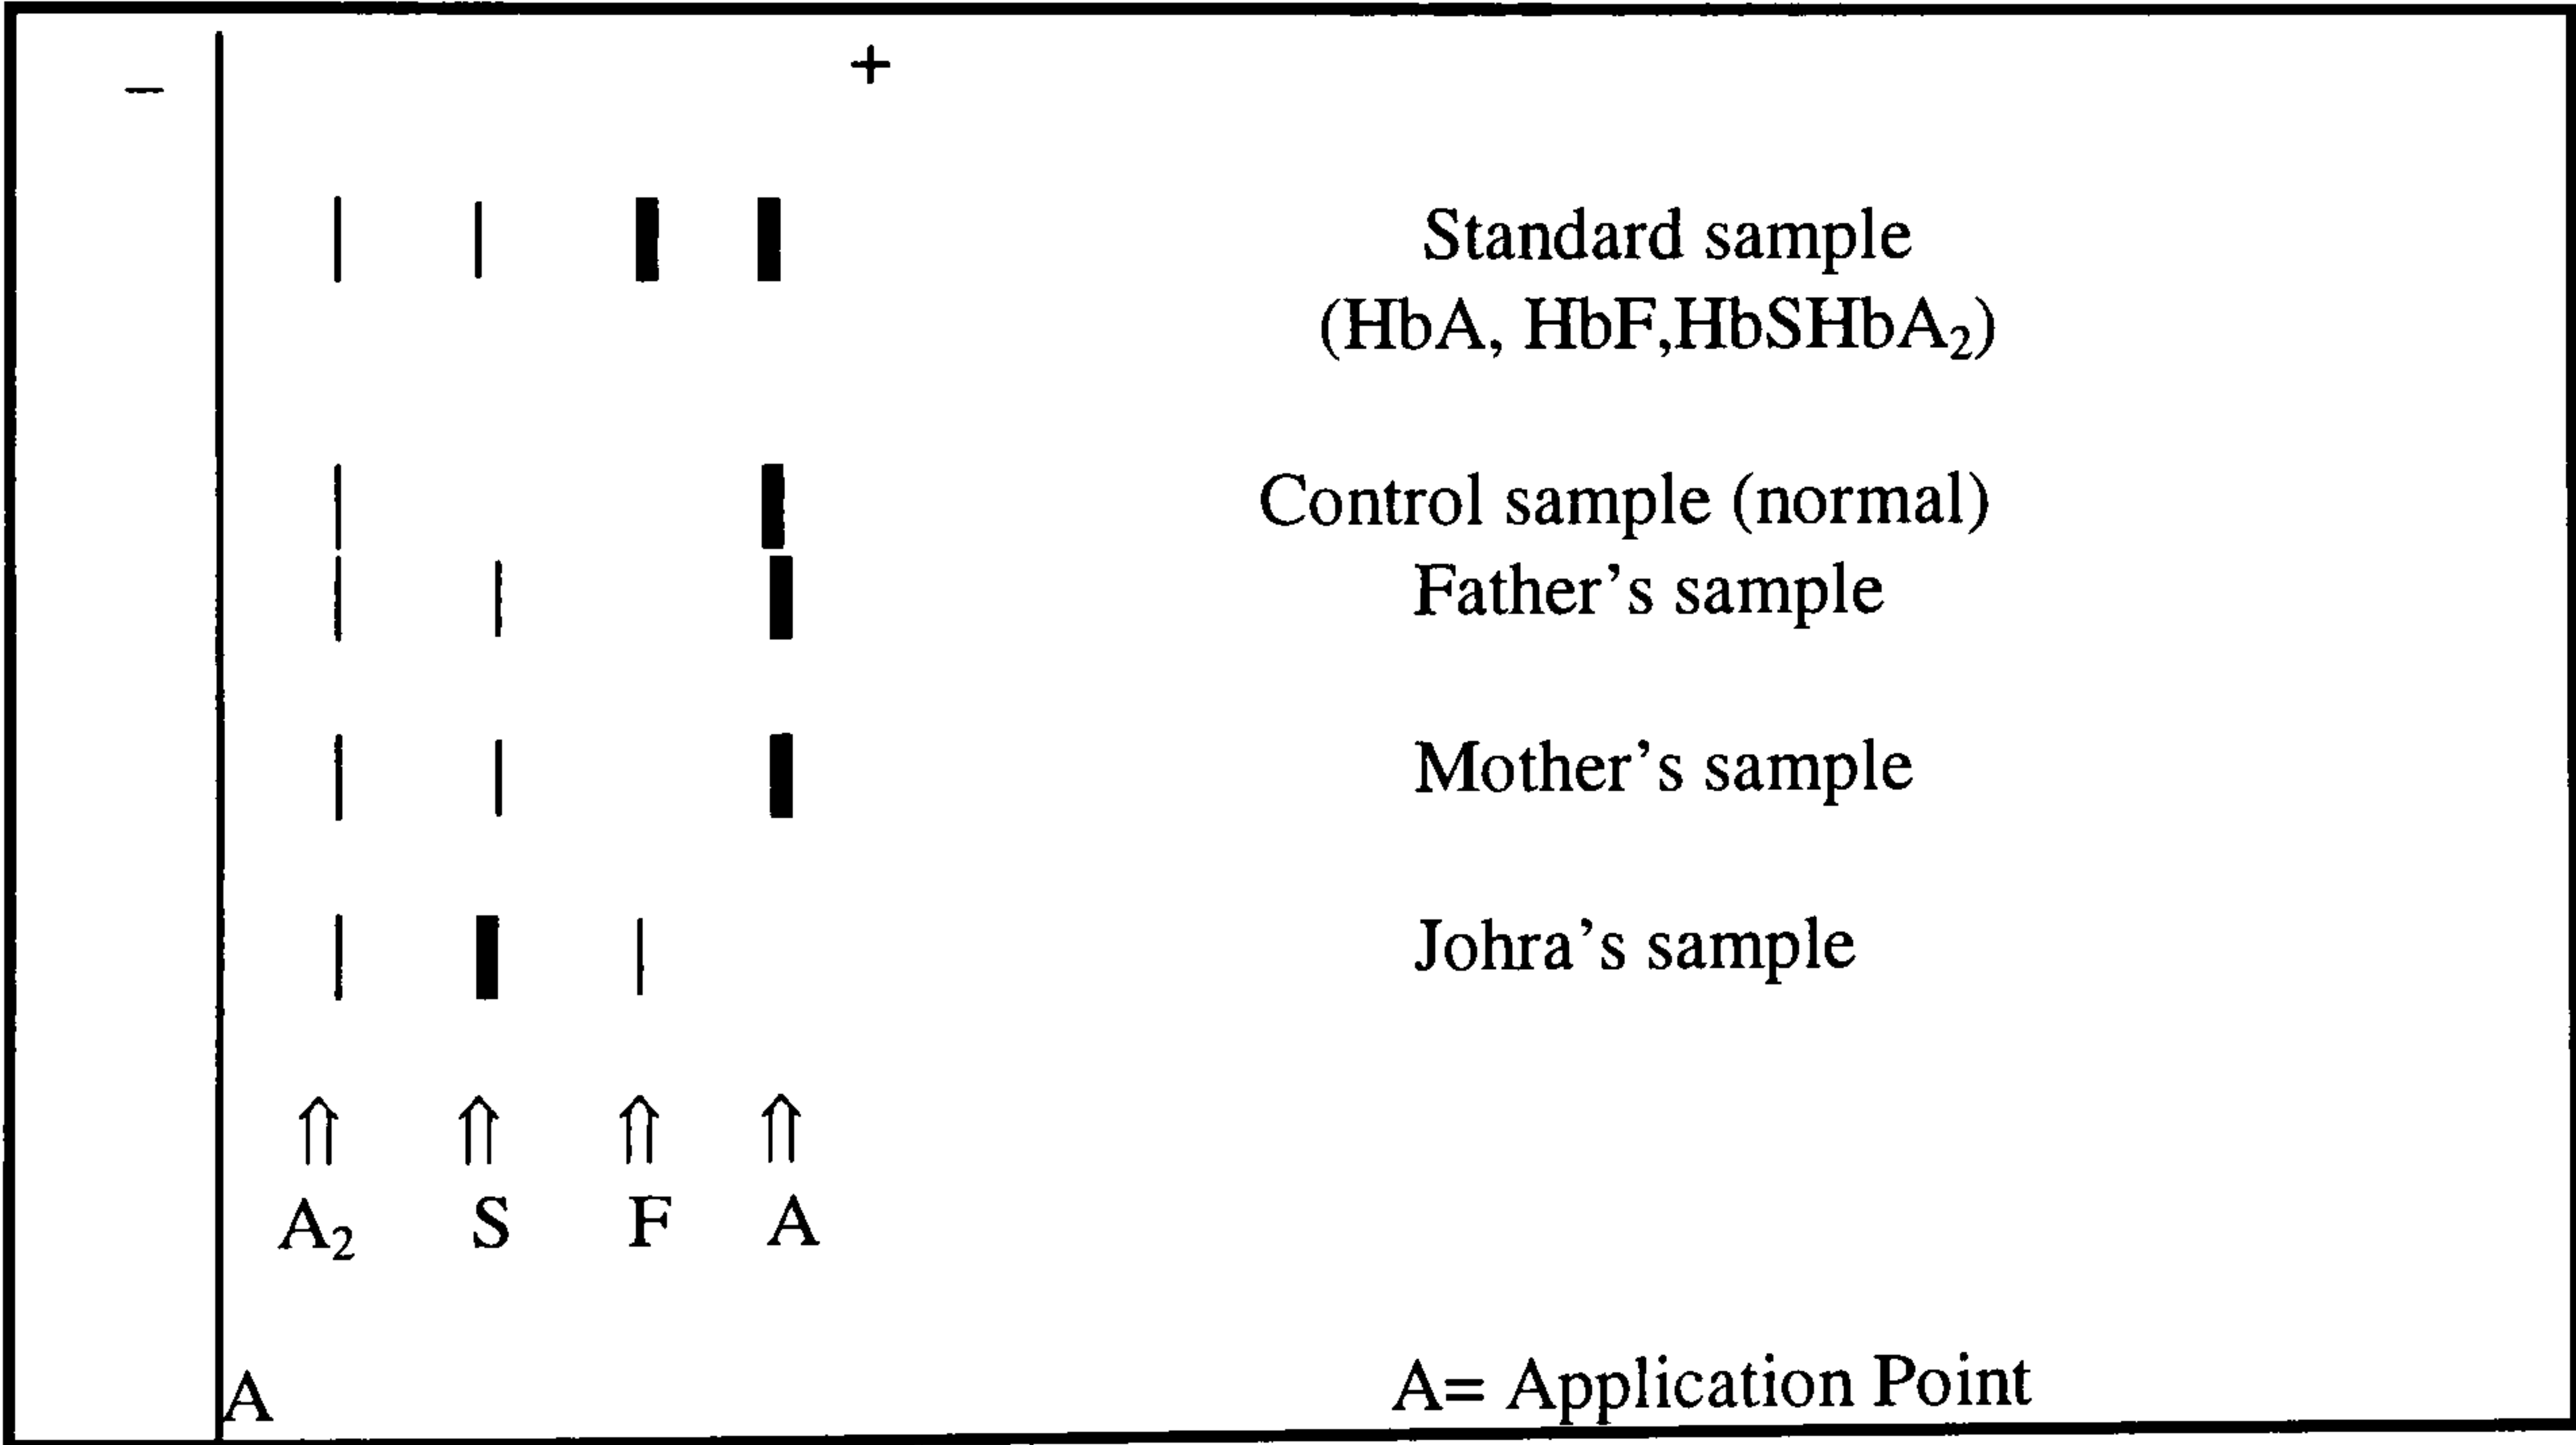 − +
Standard sample
(HbA, HbF,HbSHbA₂)
Control sample (normal)
Father’s sample
Mother’s sample
Johra’s sample
⇑ ⇑ ⇑ ⇑
A₂ S F A
A A= Application Point